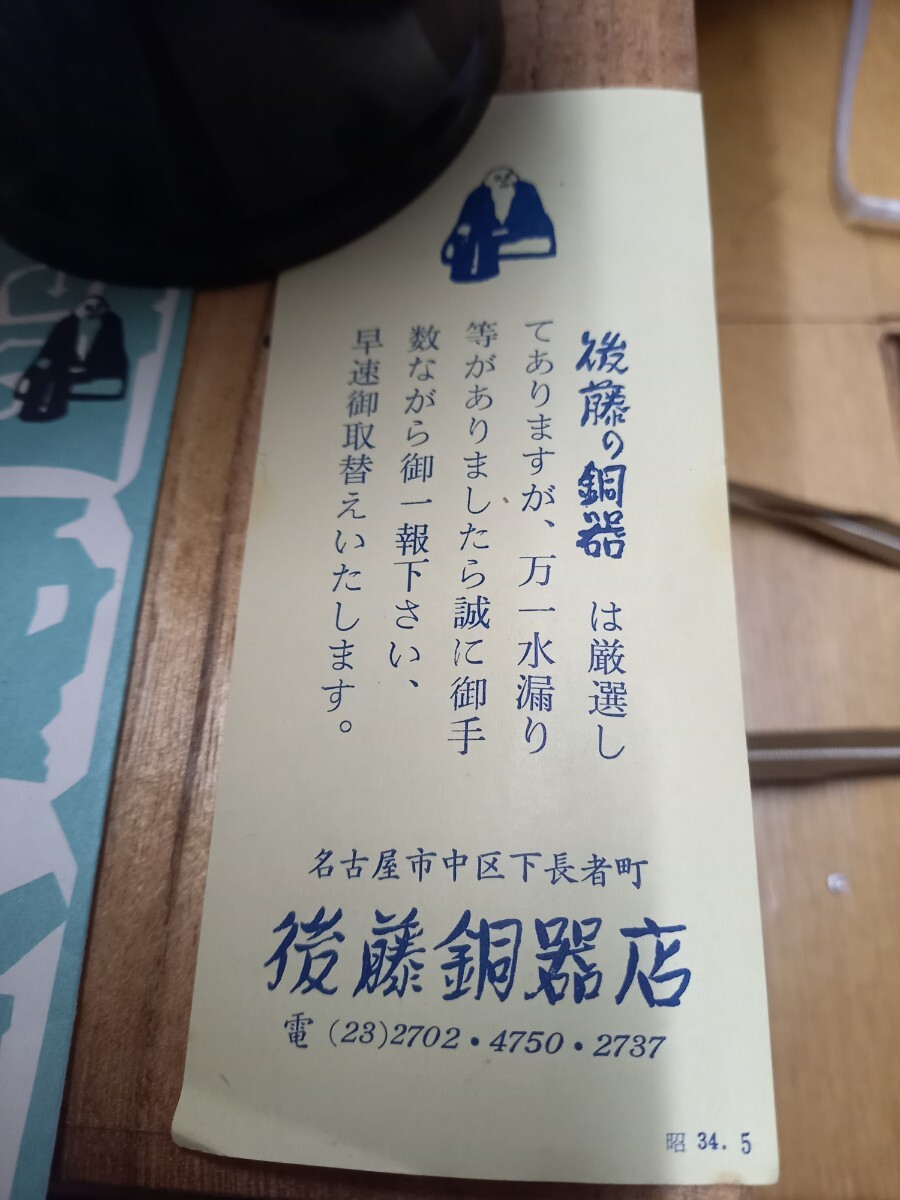 後藤の銅器 は厳選し
てありますが、万一水漏り
等がありましたら誠に御手
数ながら御一報下さい、
早速御取替えいたします。
名古屋市中区下長者町
後藤銅器店
電 (23)2702・4750・2737
昭 34. 5